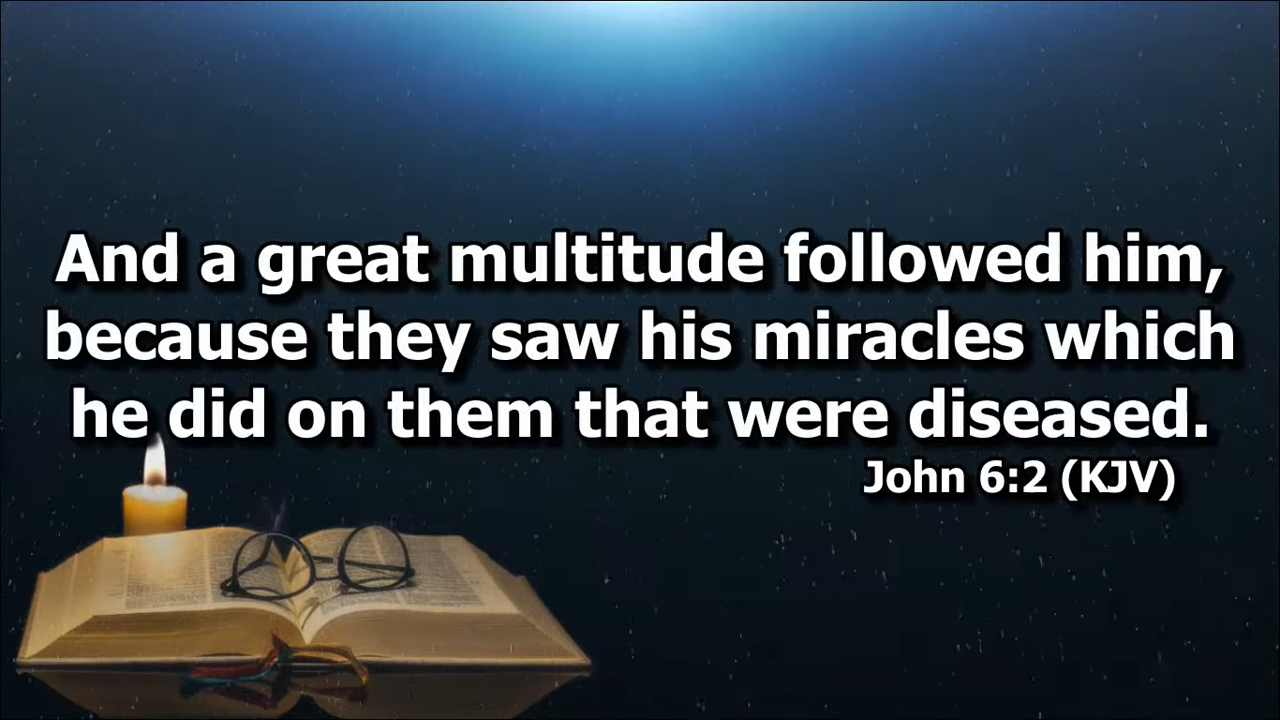 And a great multitude followed him,
because they saw his miracles which
he did on them that were diseased.
John 6:2 (KJV)